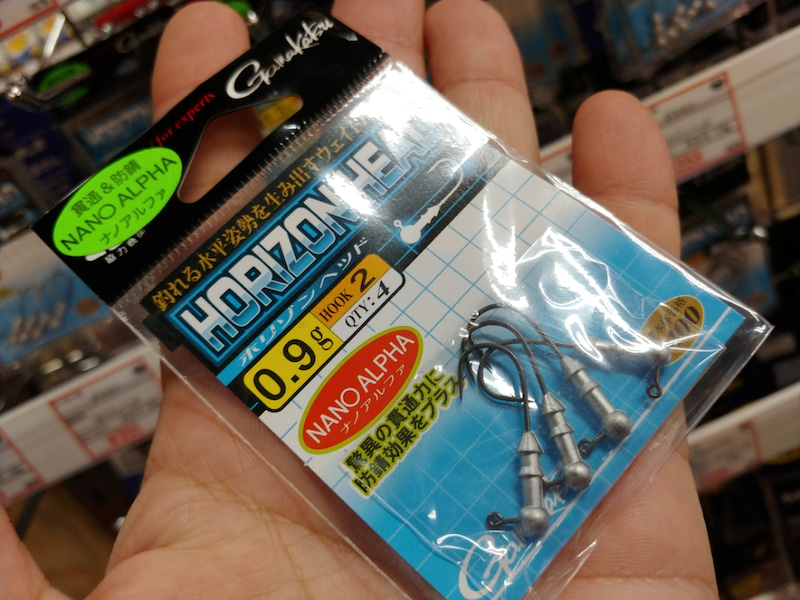 Gamakatsu
for experts
貫通&防錆
NANO ALPHA
ナノアルファ
釣れる水平姿勢を生み出すウェイト
HORIZON HEAD
ホリゾンヘッド
0.9g
HOOK 2
QTY:4
NANO ALPHA
ナノアルファ
驚異の貫通力に
防錆効果をプラス